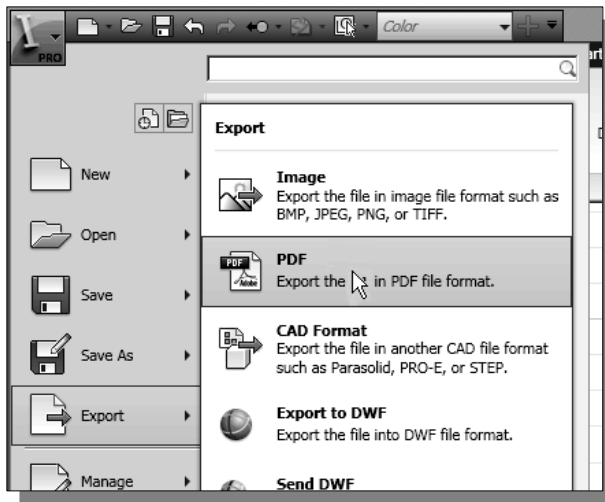 PRO
Color
art
Export
New
Image
Export the file in image file format such as
BMP, JPEG, PNG, or TIFF.
Open
PDF
PDF
Adobe
Export the in PDF file format.
Save
CAD Format
Export the file in another CAD file format
such as Parasolid, PRO-E, or STEP.
Save As
Export
Export to DWF
Export the file into DWF file format.
Manage
Send DWF